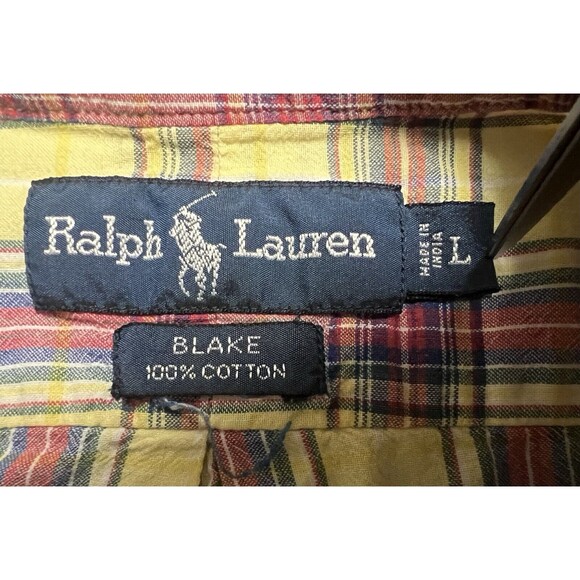 Ralph Lauren
MADE IN
INDIA
L
BLAKE
100% COTTON